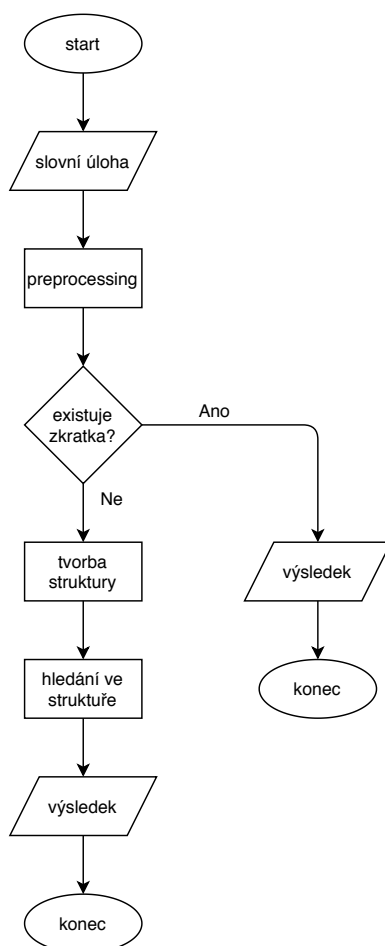 start
slovní úloha
preprocessing
existuje
zkratka?
Ano
Ne
tvorba
struktury
výsledek
hledání ve
struktuře
konec
výsledek
konec